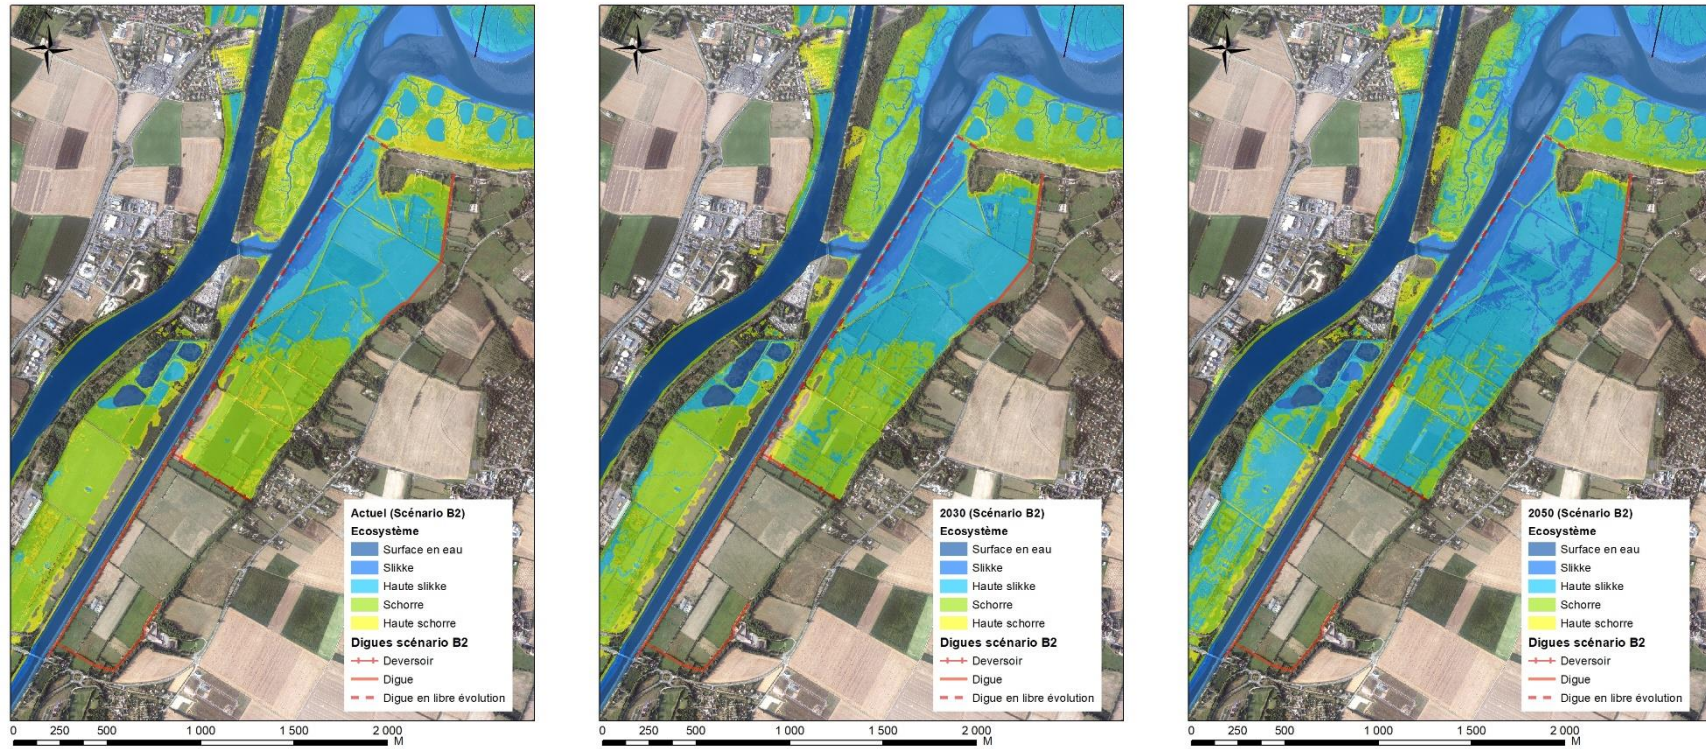 Actuel (Scénario B2)
Ecosystème
Surface en eau
Slikke
Haute slikke
Schorre
Haute schorre
Digues scénario B2
Deversoir
Digue
Digue en libre évolution
0 250 500 1 000 1 500 2 000
M
2030 (Scénario B2)
Ecosystème
Surface en eau
Slikke
Haute slikke
Schorre
Haute schorre
Digues scénario B2
Deversoir
Digue
Digue en libre évolution
0 250 500 1 000 1 500 2 000
M
2050 (Scénario B2)
Ecosystème
Surface en eau
Slikke
Haute slikke
Schorre
Haute schorre
Digues scénario B2
Deversoir
Digue
Digue en libre évolution
0 250 500 1 000 1 500 2 000
M